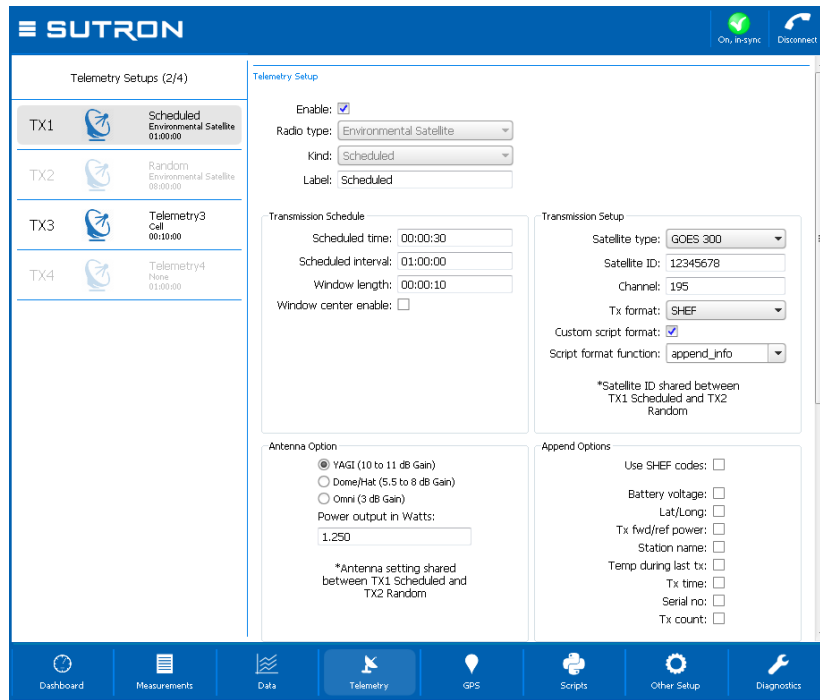 SUTRON
On, in-sync
Disconnect
Telemetry Setups (2/4)
TX1
Scheduled
Environmental Satellite
01:00:00
TX2
Random
Environmental Satellite
08:00:00
TX3
Telemetry3
Cell
00:10:00
TX4
Telemetry4
None
01:00:00
Telemetry Setup
Enable:
Radio type: Environmental Satellite
Kind: Scheduled
Label: Scheduled
Transmission Schedule
Scheduled time: 00:00:30
Scheduled interval: 01:00:00
Window length: 00:00:10
Window center enable:
Transmission Setup
Satellite type: GOES 300
Satellite ID: 12345678
Channel: 195
Tx format: SHEF
Custom script format:
Script format function: append_info
*Satellite ID shared between
TX1 Scheduled and TX2
Random
Antenna Option
YAGI (10 to 11 dB Gain)
Dome/Hat (5.5 to 8 dB Gain)
Omni (3 dB Gain)
Power output in Watts:
1.250
*Antenna setting shared
between TX1 Scheduled and
TX2 Random
Append Options
Use SHEF codes:
Battery voltage:
Lat/Long:
Tx fwd/ref power:
Station name:
Temp during last tx:
Tx time:
Serial no:
Tx count:
Dashboard
Measurements
Data
Telemetry
GPS
Scripts
Other Setup
Diagnostics